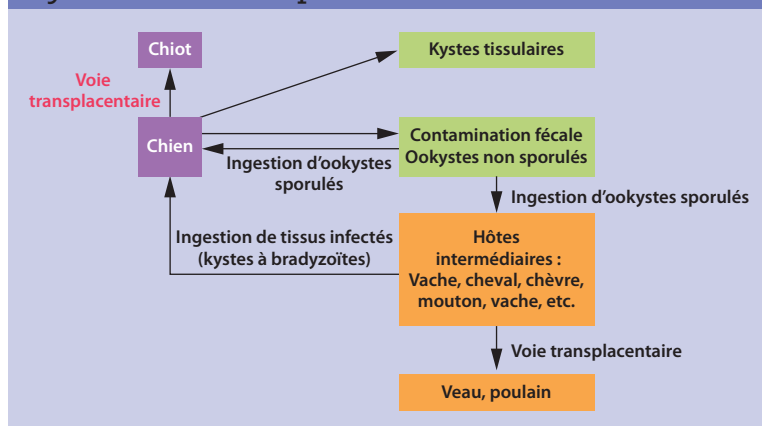 Chiot
Kystes tissulaires
Voie
transplacentaire
Chien
Contamination fécale
Ookystes non sporulés
Ingestion d'ookystes
sporulés
Ingestion d'ookystes sporulés
Ingestion de tissus infectés
(kystes à bradyzoïtes)
Hôtes
intermédiaires :
Vache, cheval, chèvre,
mouton, vache, etc.
Voie transplacentaire
Veau, poulain